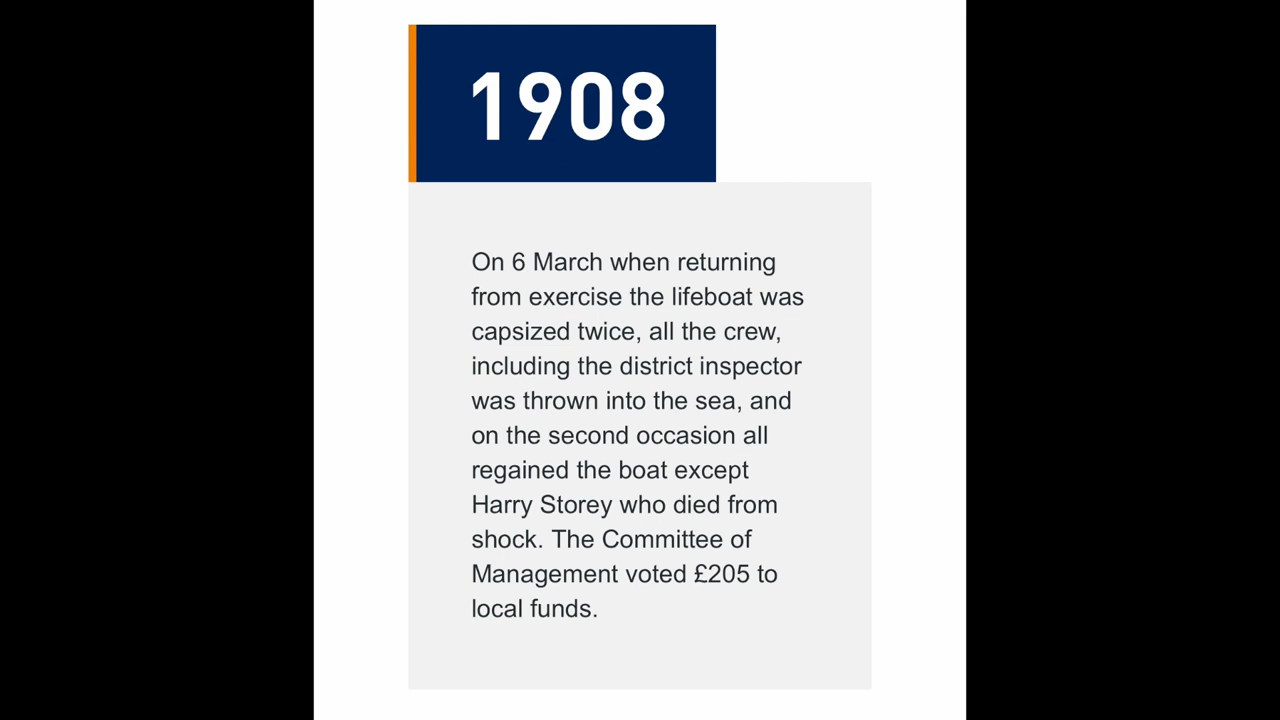 1908
On 6 March when returning
from exercise the lifeboat was
capsized twice, all the crew,
including the district inspector
was thrown into the sea, and
on the second occasion all
regained the boat except
Harry Storey who died from
shock. The Committee of
Management voted £205 to
local funds.